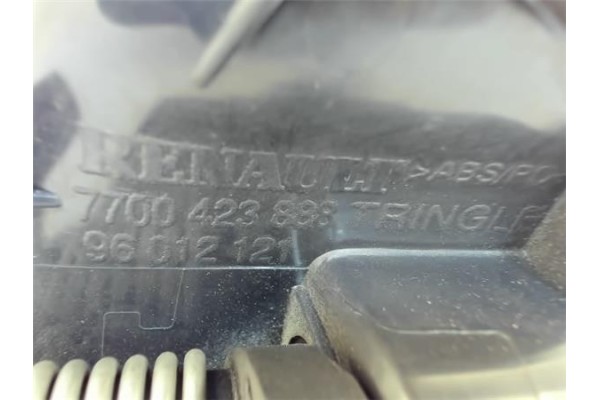 RENAULT >ABS/PC
7700 423 888 TRINGLE
96 012 121